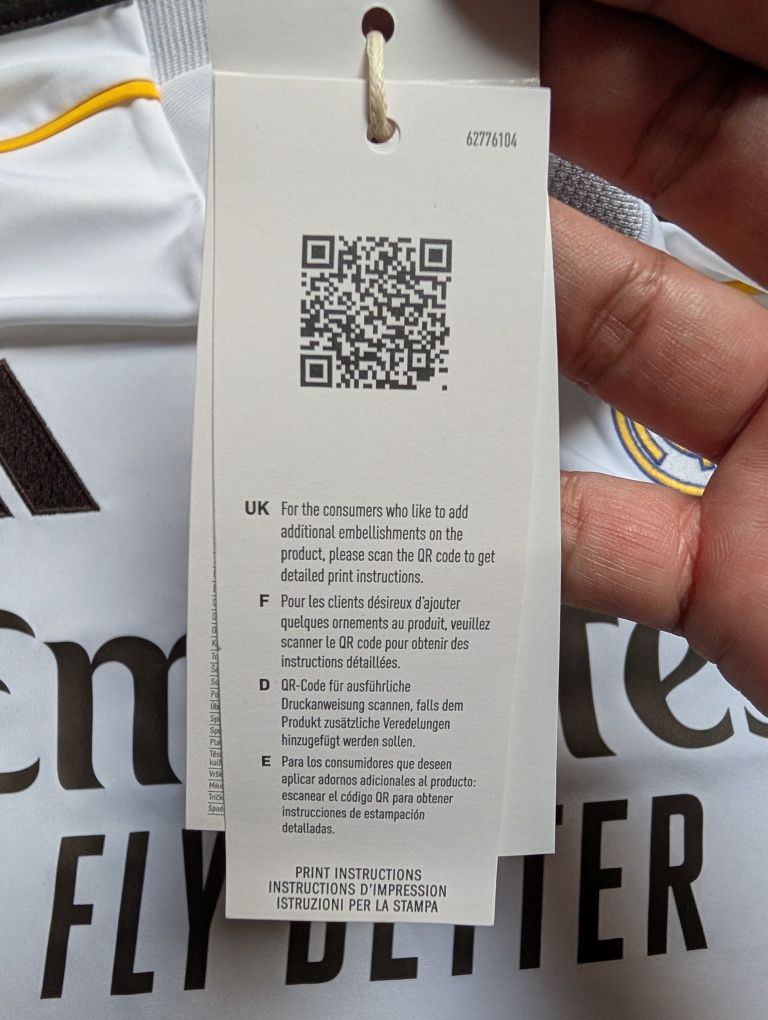 62776104
UK For the consumers who like to add
additional embellishments on the
product, please scan the QR code to get
detailed print instructions.
F Pour les clients désireux d'ajouter
quelques ornements au produit, veuillez
scanner le QR code pour obtenir des
instructions détaillées.
D QR-Code für ausführliche
Druckanweisung scannen, falls dem
Produkt zusätzliche Veredelungen
hinzugefügt werden sollen.
E Para los consumidores que deseen
aplicar adornos adicionales al producto:
escanear el código QR para obtener
instrucciones de estampación
detalladas.
PRINT INSTRUCTIONS
INSTRUCTIONS D'IMPRESSION
ISTRUZIONI PER LA STAMPA
FLY BETTER